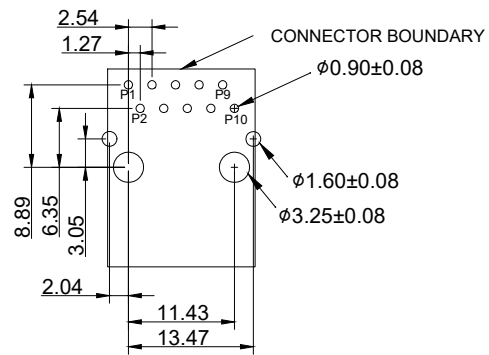 2.54
1.27
CONNECTOR BOUNDARY
ϕ0.90±0.08
P1
P9
P2
P10
8.89
6.35
3.05
ϕ1.60±0.08
ϕ3.25±0.08
2.04
11.43
13.47